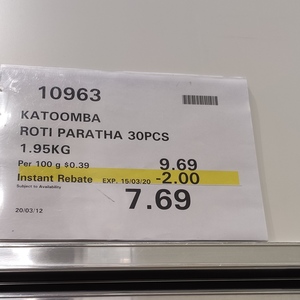 10963
KATOOMBA
ROTI PARATHA 30PCS
1.95KG
Per 100 g $0.39 9.69
Instant Rebate EXP. 15/03/20 -2.00
Subject to Availability
7.69
20/03/12